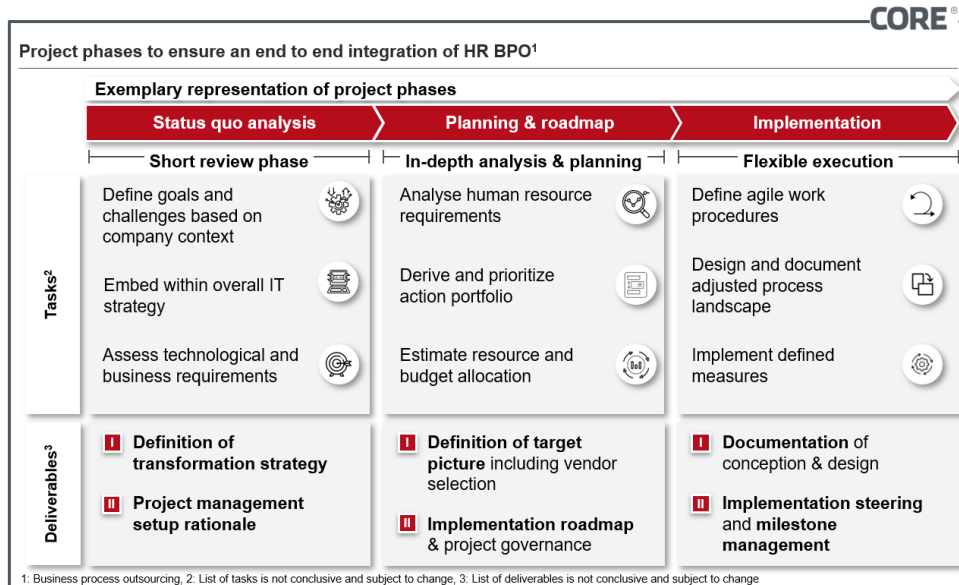 CORE®
Project phases to ensure an end to end integration of HR BPO¹
Exemplary representation of project phases
Status quo analysis
Planning & roadmap
Implementation
Short review phase
In-depth analysis & planning
Flexible execution
Tasks²
Define goals and
challenges based on
company context
Embed within overall IT
strategy
Assess technological and
business requirements
Analyse human resource
requirements
Derive and prioritize
action portfolio
Estimate resource and
budget allocation
Define agile work
procedures
Design and document
adjusted process
landscape
Implement defined
measures
Deliverables³
I Definition of
transformation strategy
II Project management
setup rationale
I Definition of target
picture including vendor
selection
II Implementation roadmap
& project governance
I Documentation of
conception & design
II Implementation steering
and milestone
management
1: Business process outsourcing, 2: List of tasks is not conclusive and subject to change, 3: List of deliverables is not conclusive and subject to change